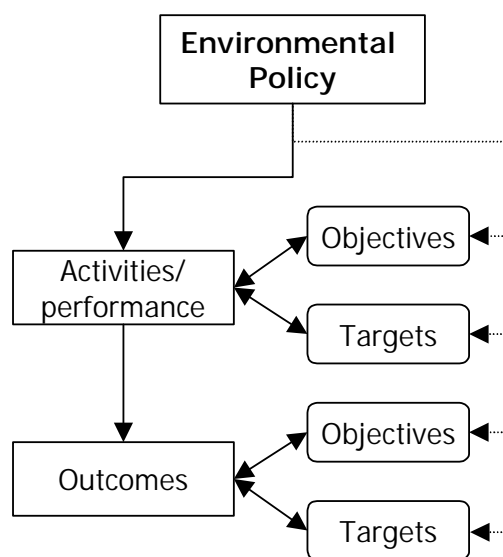 Environmental
Policy
Objectives
Activities/
performance
Targets
Objectives
Outcomes
Targets